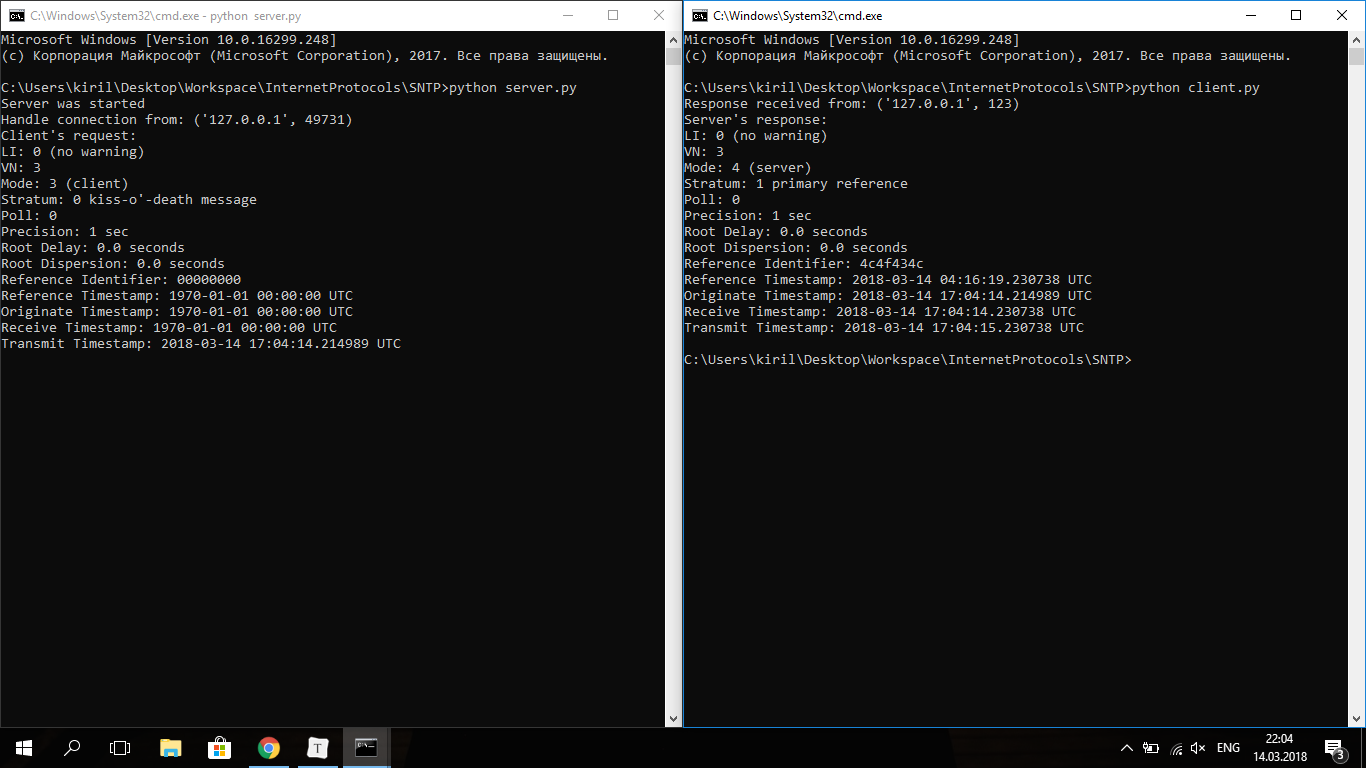 C:\Windows\System32\cmd.exe - python server.py
Microsoft Windows [Version 10.0.16299.248]
(c) Корпорация Майкрософт (Microsoft Corporation), 2017. Все права защищены.
C:\Users\kiril\Desktop\Workspace\InternetProtocols\SNTP>python server.py
Server was started
Handle connection from: ('127.0.0.1', 49731)
Client's request:
LI: 0 (no warning)
VN: 3
Mode: 3 (client)
Stratum: 0 kiss-o'-death message
Poll: 0
Precision: 1 sec
Root Delay: 0.0 seconds
Root Dispersion: 0.0 seconds
Reference Identifier: 00000000
Reference Timestamp: 1970-01-01 00:00:00 UTC
Originate Timestamp: 1970-01-01 00:00:00 UTC
Receive Timestamp: 1970-01-01 00:00:00 UTC
Transmit Timestamp: 2018-03-14 17:04:14.214989 UTC
C:\Windows\System32\cmd.exe
Microsoft Windows [Version 10.0.16299.248]
(c) Корпорация Майкрософт (Microsoft Corporation), 2017. Все права защищены.
C:\Users\kiril\Desktop\Workspace\InternetProtocols\SNTP>python client.py
Response received from: ('127.0.0.1', 123)
Server's response:
LI: 0 (no warning)
VN: 3
Mode: 4 (server)
Stratum: 1 primary reference
Poll: 0
Precision: 1 sec
Root Delay: 0.0 seconds
Root Dispersion: 0.0 seconds
Reference Identifier: 4c4f434c
Reference Timestamp: 2018-03-14 04:16:19.230738 UTC
Originate Timestamp: 2018-03-14 17:04:14.214989 UTC
Receive Timestamp: 2018-03-14 17:04:14.230738 UTC
Transmit Timestamp: 2018-03-14 17:04:15.230738 UTC
C:\Users\kiril\Desktop\Workspace\InternetProtocols\SNTP>
T
C:\.
ENG
22:04
14.03.2018
3